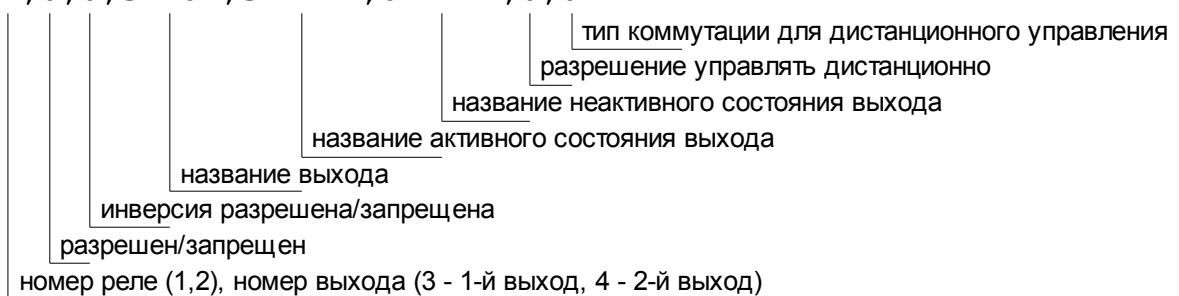 тип коммутации для дистанционного управления
разрешение управлять дистанционно
название неактивного состояния выхода
название активного состояния выхода
название выхода
инверсия разрешена/запрещена
разрешен/запрещен
номер реле (1,2), номер выхода (3 - 1-й выход, 4 - 2-й выход)